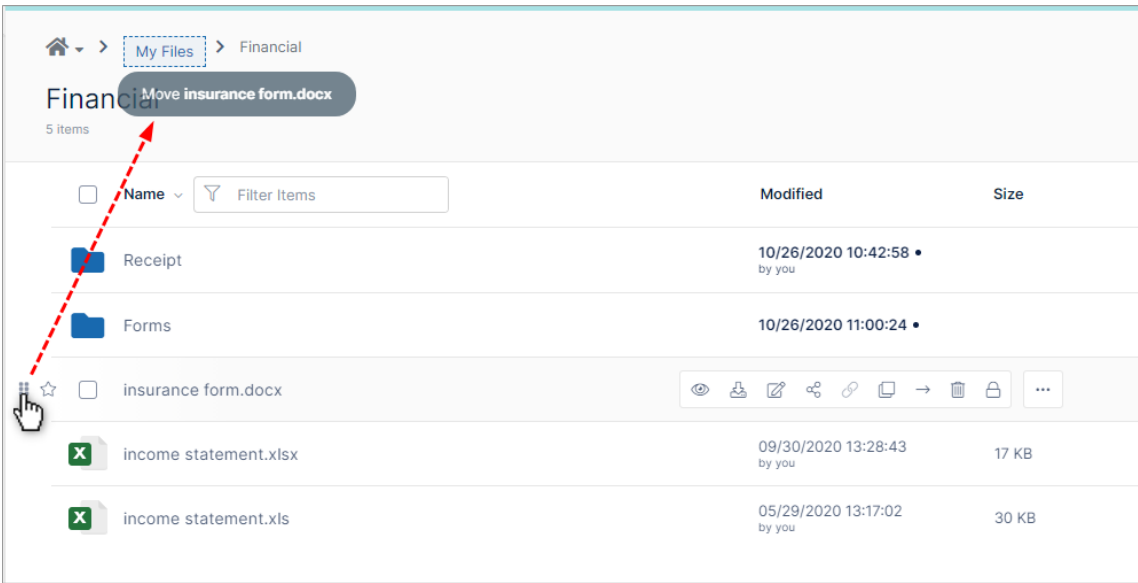 My Files Financial
Financial
Move insurance form.docx
5 items
Name Filter Items Modified Size
Receipt 10/26/2020 10:42:58
by you
Forms 10/26/2020 11:00:24
insurance form.docx
X income statement.xlsx 09/30/2020 13:28:43 17 KB
by you
X income statement.xls 05/29/2020 13:17:02 30 KB
by you